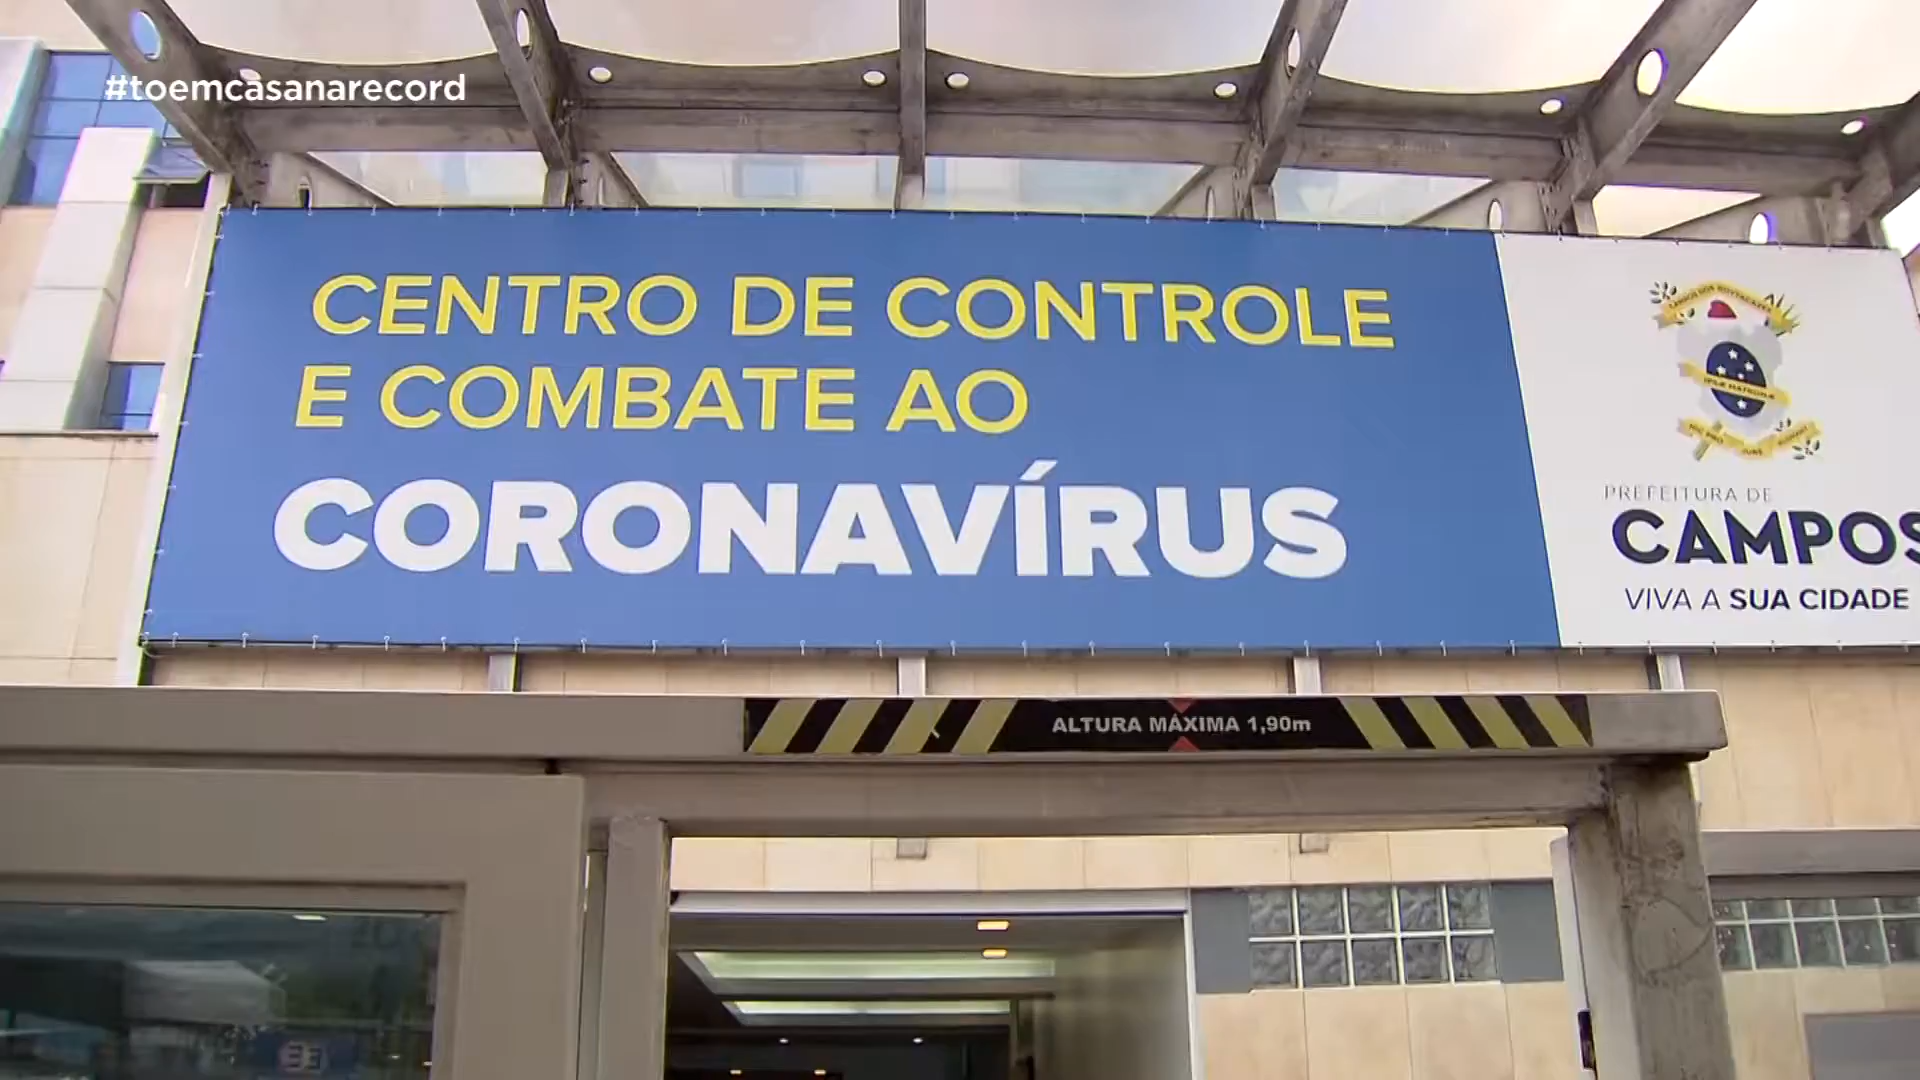 #toemcasanarecord
CENTRO DE CONTROLE
E COMBATE AO
CORONAVÍRUS
PREFEITURA DE
CAMPOS
VIVA A SUA CIDADE
ALTURA MÁXIMA 1,90m